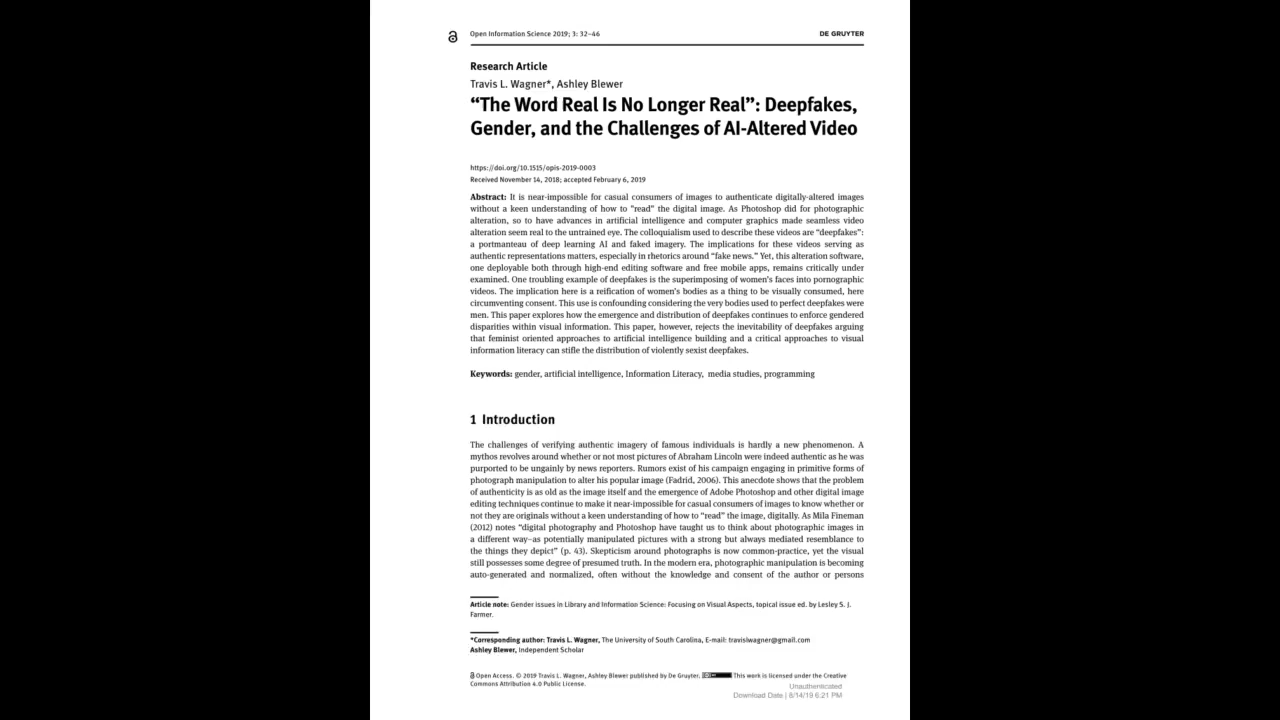 Open Information Science 2019; 3: 32–46
DE GRUYTER
Research Article
Travis L. Wagner*, Ashley Blewer
“The Word Real Is No Longer Real”: Deepfakes,
Gender, and the Challenges of AI-Altered Video
https://doi.org/10.1515/opis-2019-0003
Received November 14, 2018; accepted February 6, 2019
Abstract: It is near-impossible for casual consumers of images to authenticate digitally-altered images
without a keen understanding of how to "read" the digital image. As Photoshop did for photographic
alteration, so to have advances in artificial intelligence and computer graphics made seamless video
alteration seem real to the untrained eye. The colloquialism used to describe these videos are “deepfakes”:
a portmanteau of deep learning AI and faked imagery. The implications for these videos serving as
authentic representations matters, especially in rhetorics around “fake news.” Yet, this alteration software,
one deployable both through high-end editing software and free mobile apps, remains critically under
examined. One troubling example of deepfakes is the superimposing of women’s faces into pornographic
videos. The implication here is a reification of women’s bodies as a thing to be visually consumed, here
circumventing consent. This use is confounding considering the very bodies used to perfect deepfakes were
men. This paper explores how the emergence and distribution of deepfakes continues to enforce gendered
disparities within visual information. This paper, however, rejects the inevitability of deepfakes arguing
that feminist oriented approaches to artificial intelligence building and a critical approaches to visual
information literacy can stifle the distribution of violently sexist deepfakes.
Keywords: gender, artificial intelligence, Information Literacy, media studies, programming
1 Introduction
The challenges of verifying authentic imagery of famous individuals is hardly a new phenomenon. A
mythos revolves around whether or not most pictures of Abraham Lincoln were indeed authentic as he was
purported to be ungainly by news reporters. Rumors exist of his campaign engaging in primitive forms of
photograph manipulation to alter his popular image (Fadrid, 2006). This anecdote shows that the problem
of authenticity is as old as the image itself and the emergence of Adobe Photoshop and other digital image
editing techniques continue to make it near-impossible for casual consumers of images to know whether or
not they are originals without a keen understanding of how to “read” the image, digitally. As Mila Fineman
(2012) notes “digital photography and Photoshop have taught us to think about photographic images in
a different way–as potentially manipulated pictures with a strong but always mediated resemblance to
the things they depict” (p. 43). Skepticism around photographs is now common-practice, yet the visual
still possesses some degree of presumed truth. In the modern era, photographic manipulation is becoming
auto-generated and normalized, often without the knowledge and consent of the author or persons
Article note: Gender issues in Library and Information Science: Focusing on Visual Aspects, topical issue ed. by Lesley S. J.
Farmer.
*Corresponding author: Travis L. Wagner, The University of South Carolina, E-mail: travislwagner@gmail.com
Ashley Blewer, Independent Scholar
Open Access. © 2019 Travis L. Wagner, Ashley Blewer published by De Gruyter. This work is licensed under the Creative
Commons Attribution 4.0 Public License.
Unauthenticated
Download Date | 8/14/19 6:21 PM